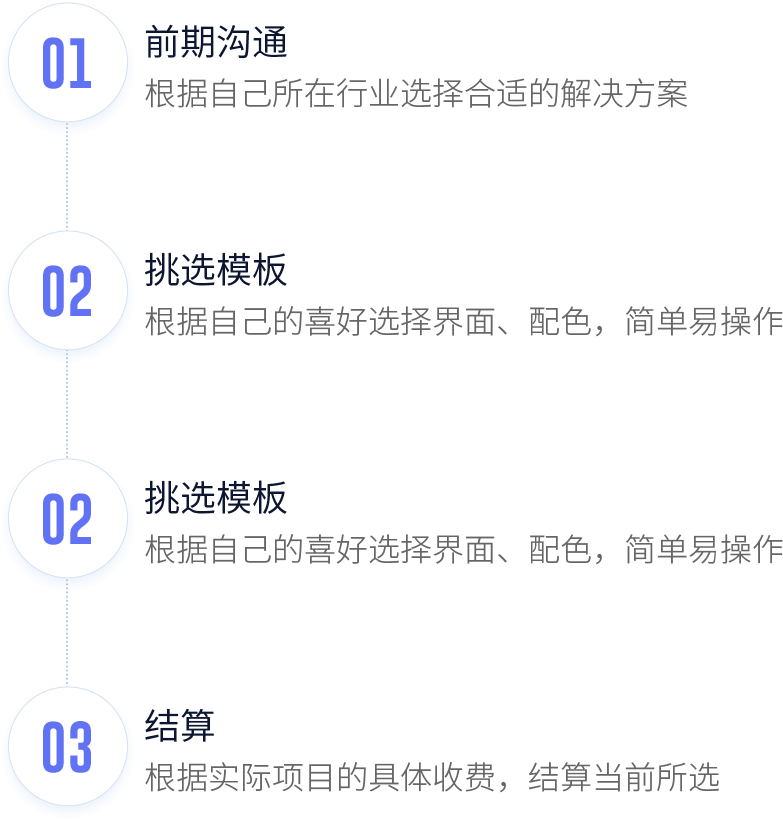 01
前期沟通
根据自己所在行业选择合适的解决方案
02
挑选模板
根据自己的喜好选择界面、配色，简单易操作
02
挑选模板
根据自己的喜好选择界面、配色，简单易操作
03
结算
根据实际项目的具体收费，结算当前所选